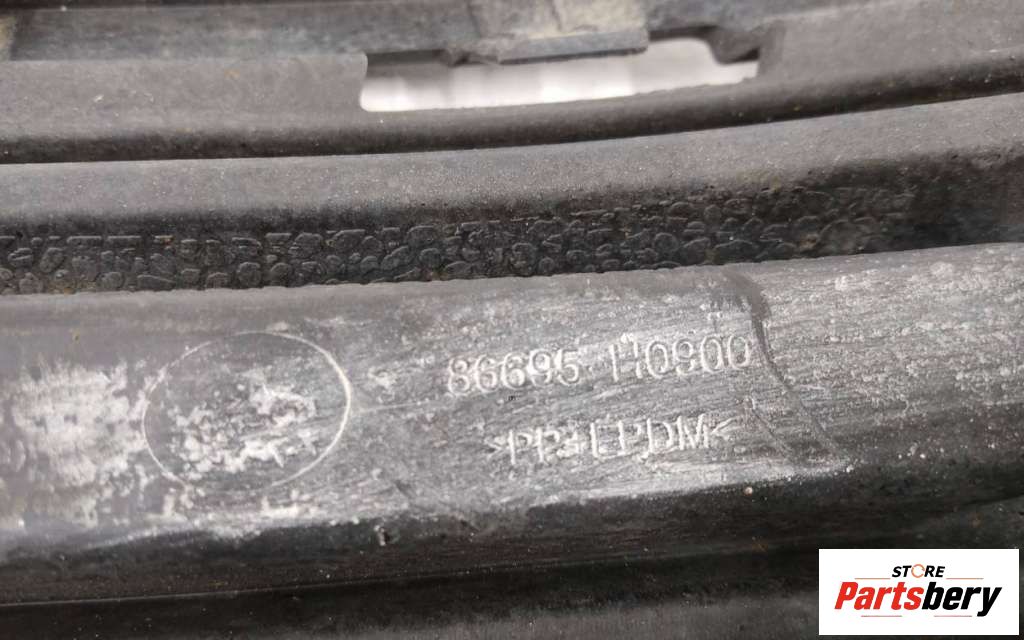 86695-H0900
>PP+EPDM<
STORE
Partsbery